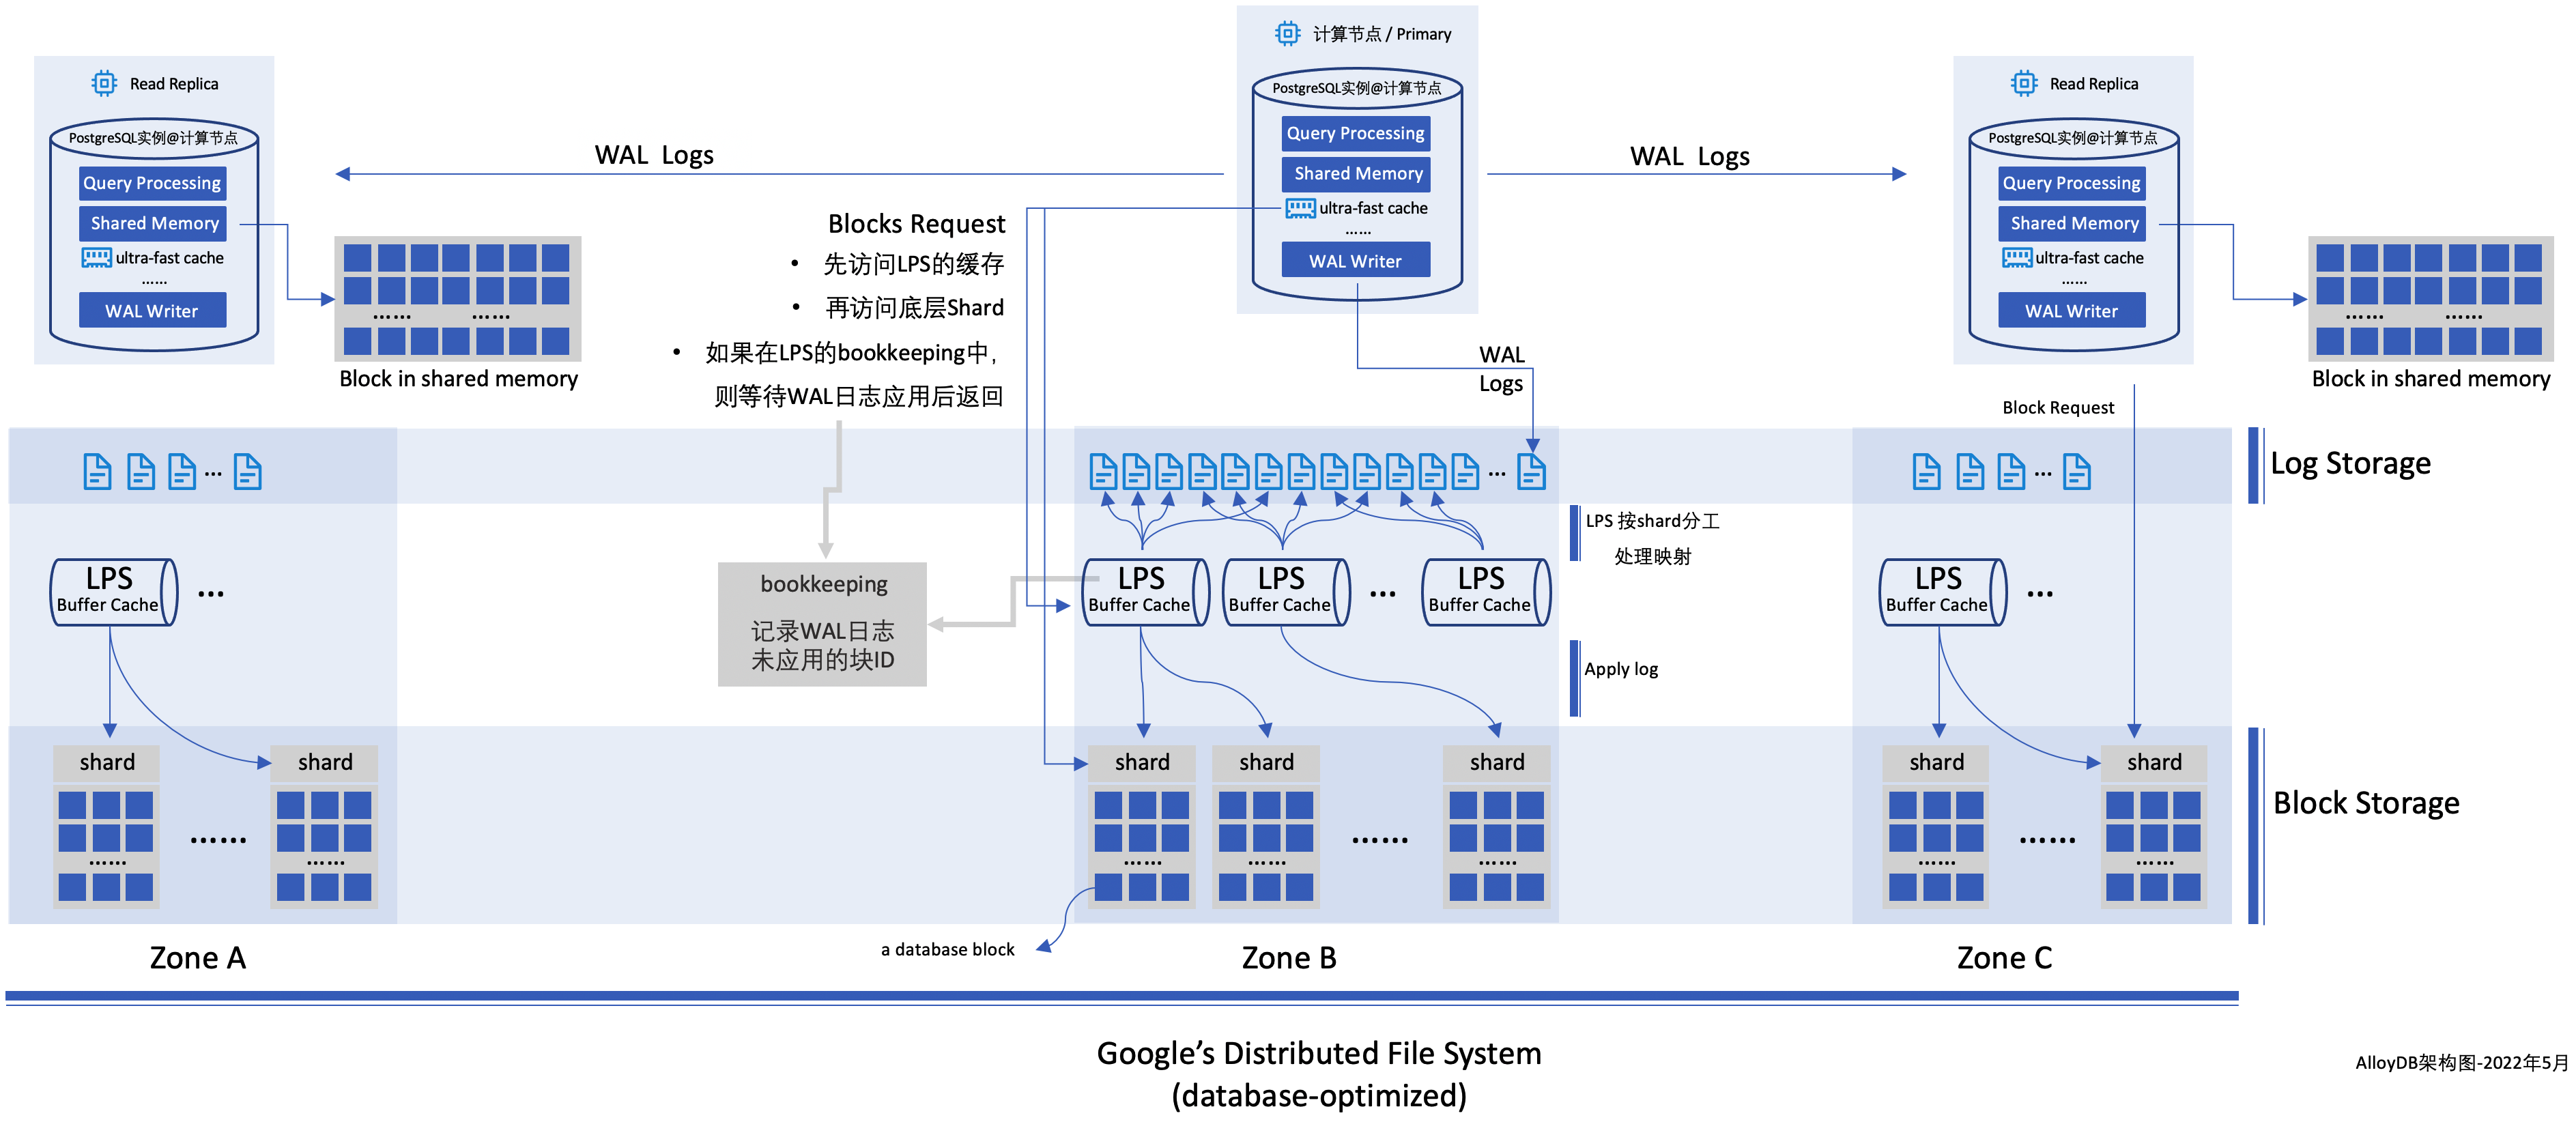 计算节点 / Primary
PostgreSQL实例@计算节点
Query Processing
Shared Memory
ultra-fast cache
……
WAL Writer
Read Replica
PostgreSQL实例@计算节点
Query Processing
Shared Memory
ultra-fast cache
……
WAL Writer
…… ……
Block in shared memory
WAL Logs
WAL Logs
Read Replica
PostgreSQL实例@计算节点
Query Processing
Shared Memory
ultra-fast cache
……
WAL Writer
…… ……
Block in shared memory
Blocks Request
• 先访问LPS的缓存
• 再访问底层Shard
• 如果在LPS的bookkeeping中,
则等待WAL日志应用后返回
WAL
Logs
Block Request
...
...
...
Log Storage
LPS 按shard分工
处理映射
LPS
Buffer Cache
...
bookkeeping
记录WAL日志
未应用的块ID
LPS
Buffer Cache
LPS
Buffer Cache
...
LPS
Buffer Cache
LPS
Buffer Cache
...
Apply log
shard
……
……
shard
……
shard
……
shard
……
……
shard
……
shard
……
……
shard
……
Block Storage
a database block
Zone A
Zone B
Zone C
Google’s Distributed File System
(database-optimized)
AlloyDB架构图-2022年5月